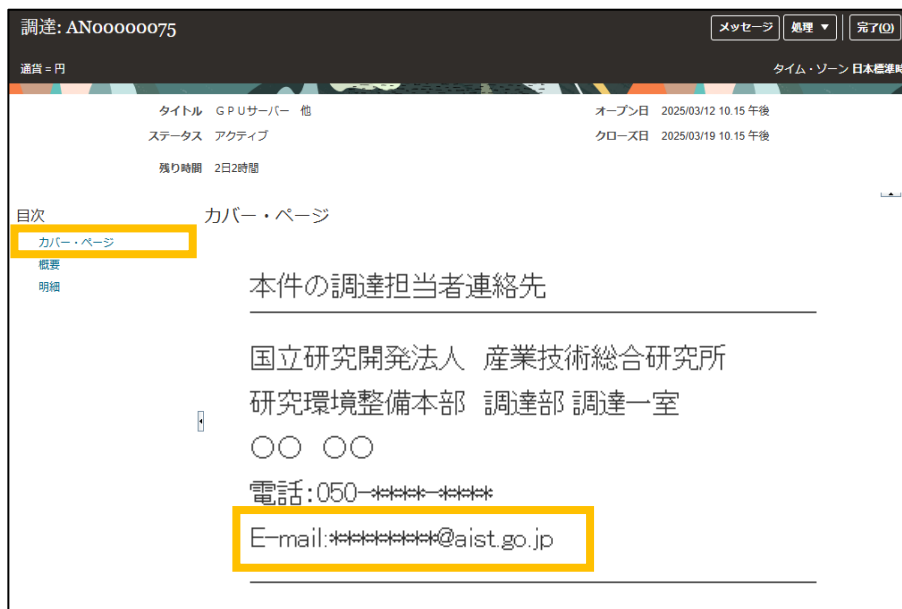 調達: AN00000075
メッセージ 処理 ▼ 完了(O)
通貨 = 円
タイム・ゾーン 日本標準時
タイトル GPUサーバー 他
オープン日 2025/03/12 10.15 午後
ステータス アクティブ
クローズ日 2025/03/19 10.15 午後
残り時間 2日2時間
目次
カバー・ページ
カバー・ページ
概要
明細
本件の調達担当者連絡先
国立研究開発法人 産業技術総合研究所
研究環境整備本部 調達部 調達一室
〇〇 〇〇
電話:050-****-****
E-mail:*********@aist.go.jp